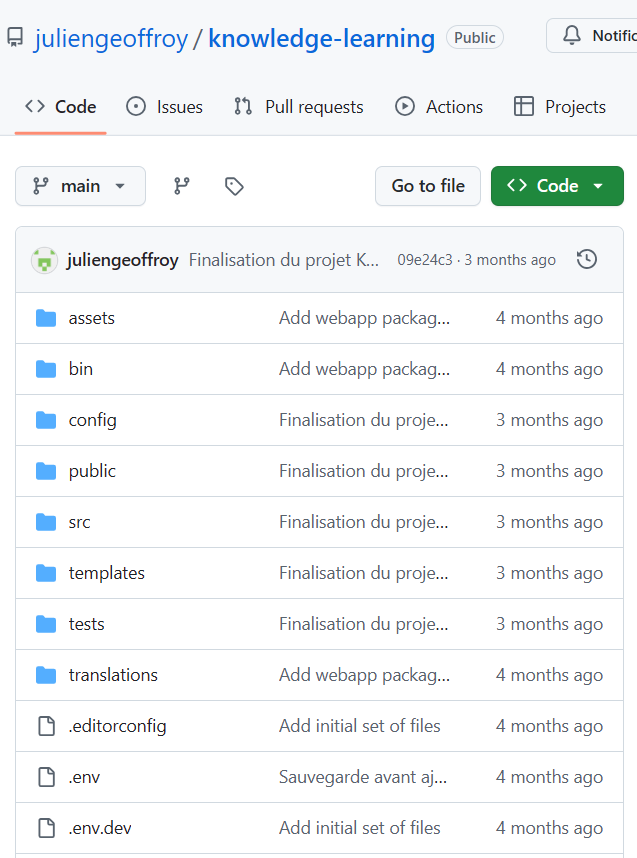 juliengeoffroy / knowledge-learning Public Notific
Code Issues Pull requests Actions Projects
main Go to file Code
juliengeoffroy Finalisation du projet K... 09e24c3 · 3 months ago
assets Add webapp packag... 4 months ago
bin Add webapp packag... 4 months ago
config Finalisation du proje... 3 months ago
public Finalisation du proje... 3 months ago
src Finalisation du proje... 3 months ago
templates Finalisation du proje... 3 months ago
tests Finalisation du proje... 3 months ago
translations Add webapp packag... 4 months ago
.editorconfig Add initial set of files 4 months ago
.env Sauvegarde avant aj... 4 months ago
.env.dev Add initial set of files 4 months ago